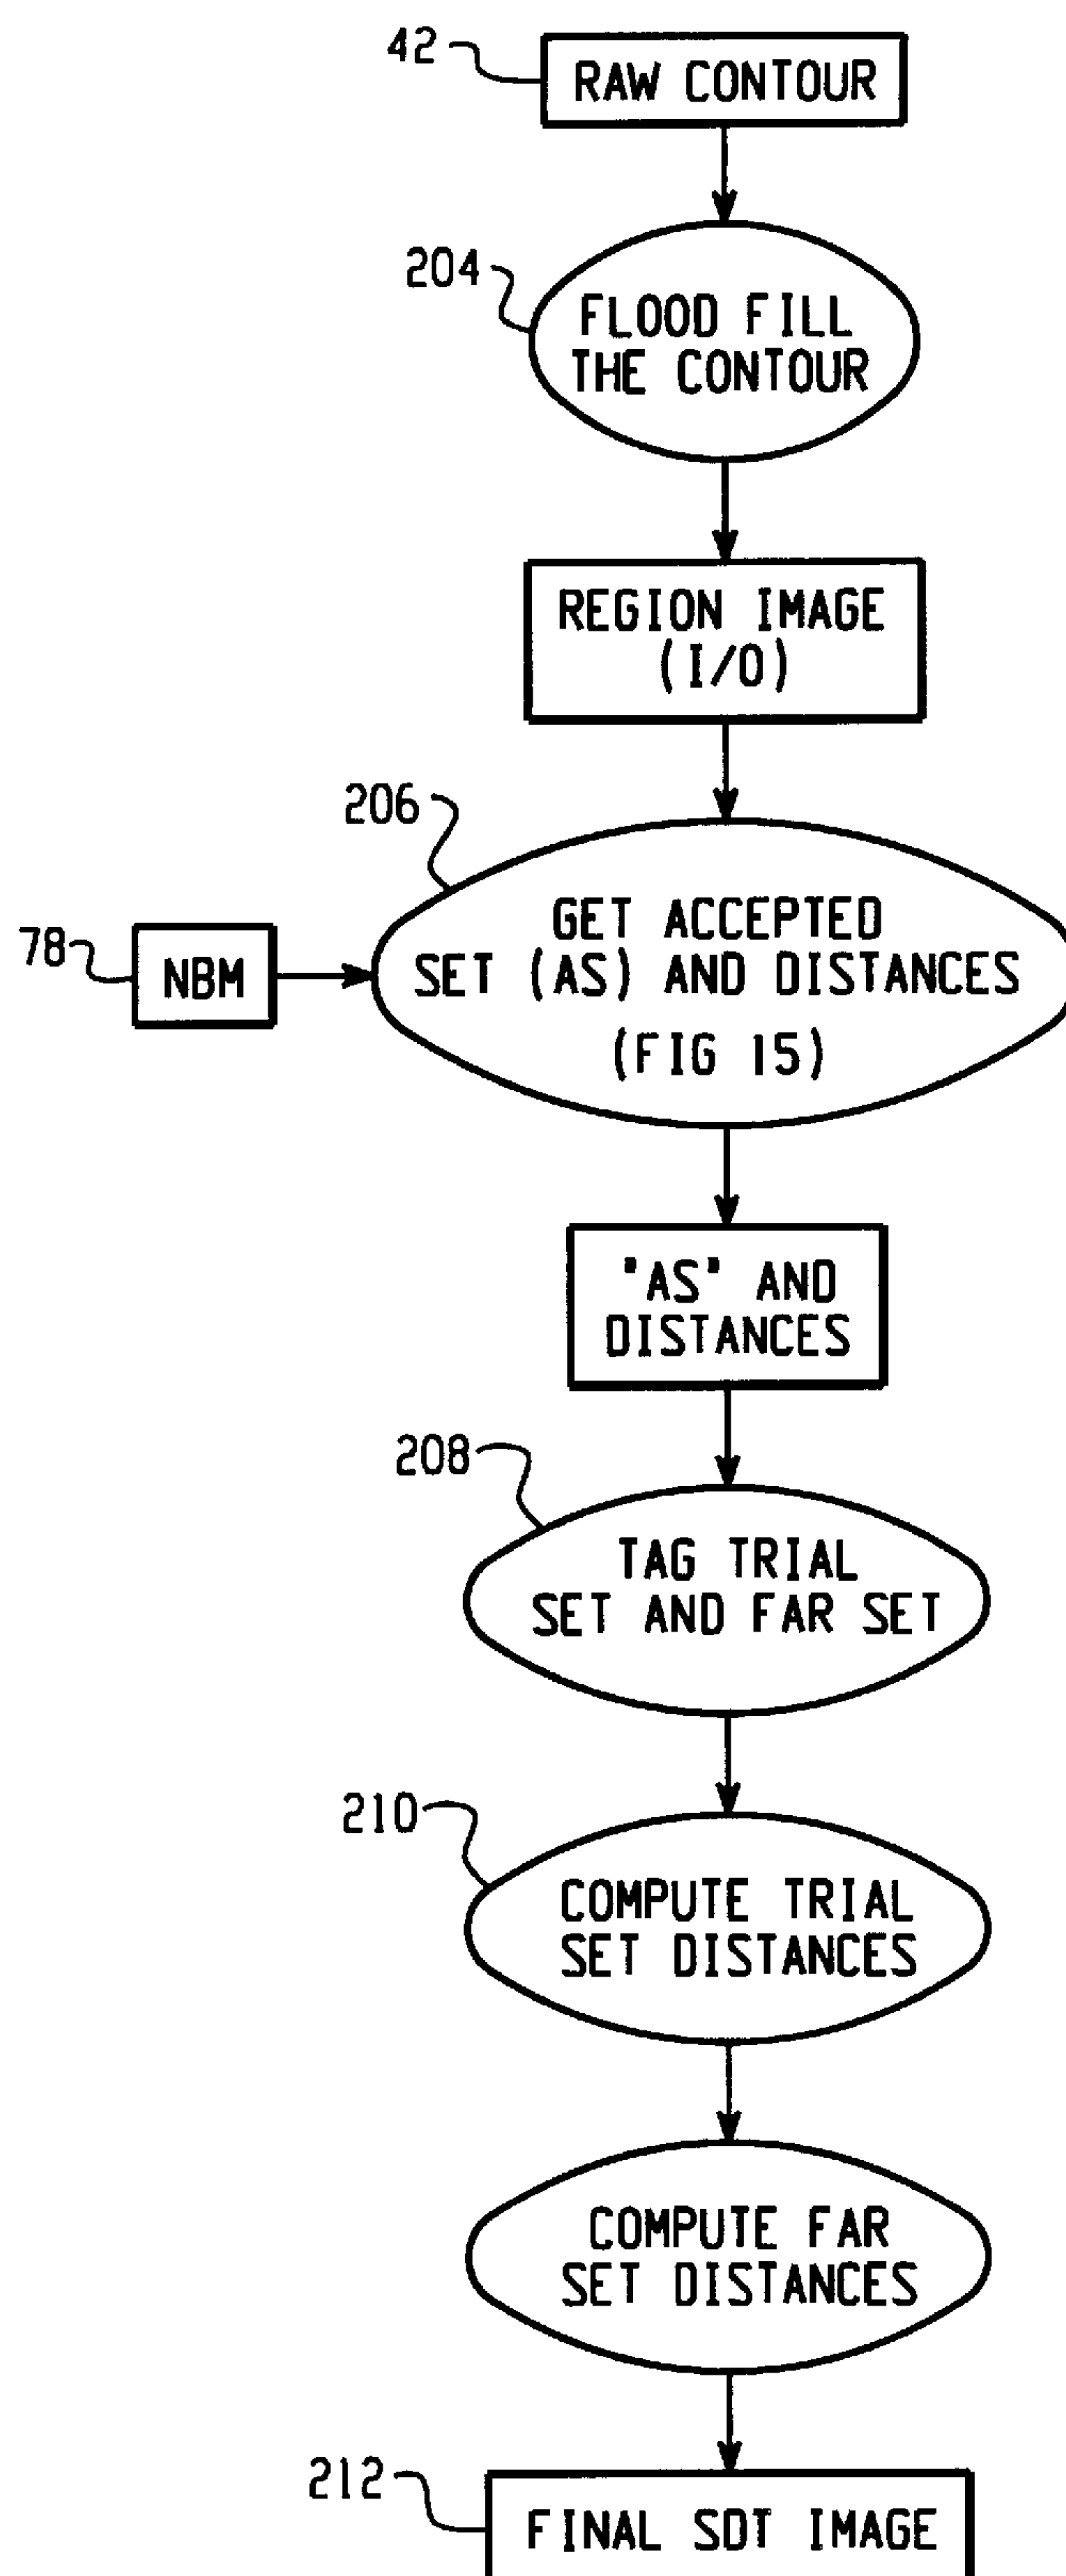 42
RAW CONTOUR
204
FLOOD FILL
THE CONTOUR
REGION IMAGE
(I/O)
206
GET ACCEPTED
SET (AS) AND DISTANCES
(FIG 15)
78
NBM
"AS" AND
DISTANCES
208
TAG TRIAL
SET AND FAR SET
210
COMPUTE TRIAL
SET DISTANCES
COMPUTE FAR
SET DISTANCES
212
FINAL SDT IMAGE